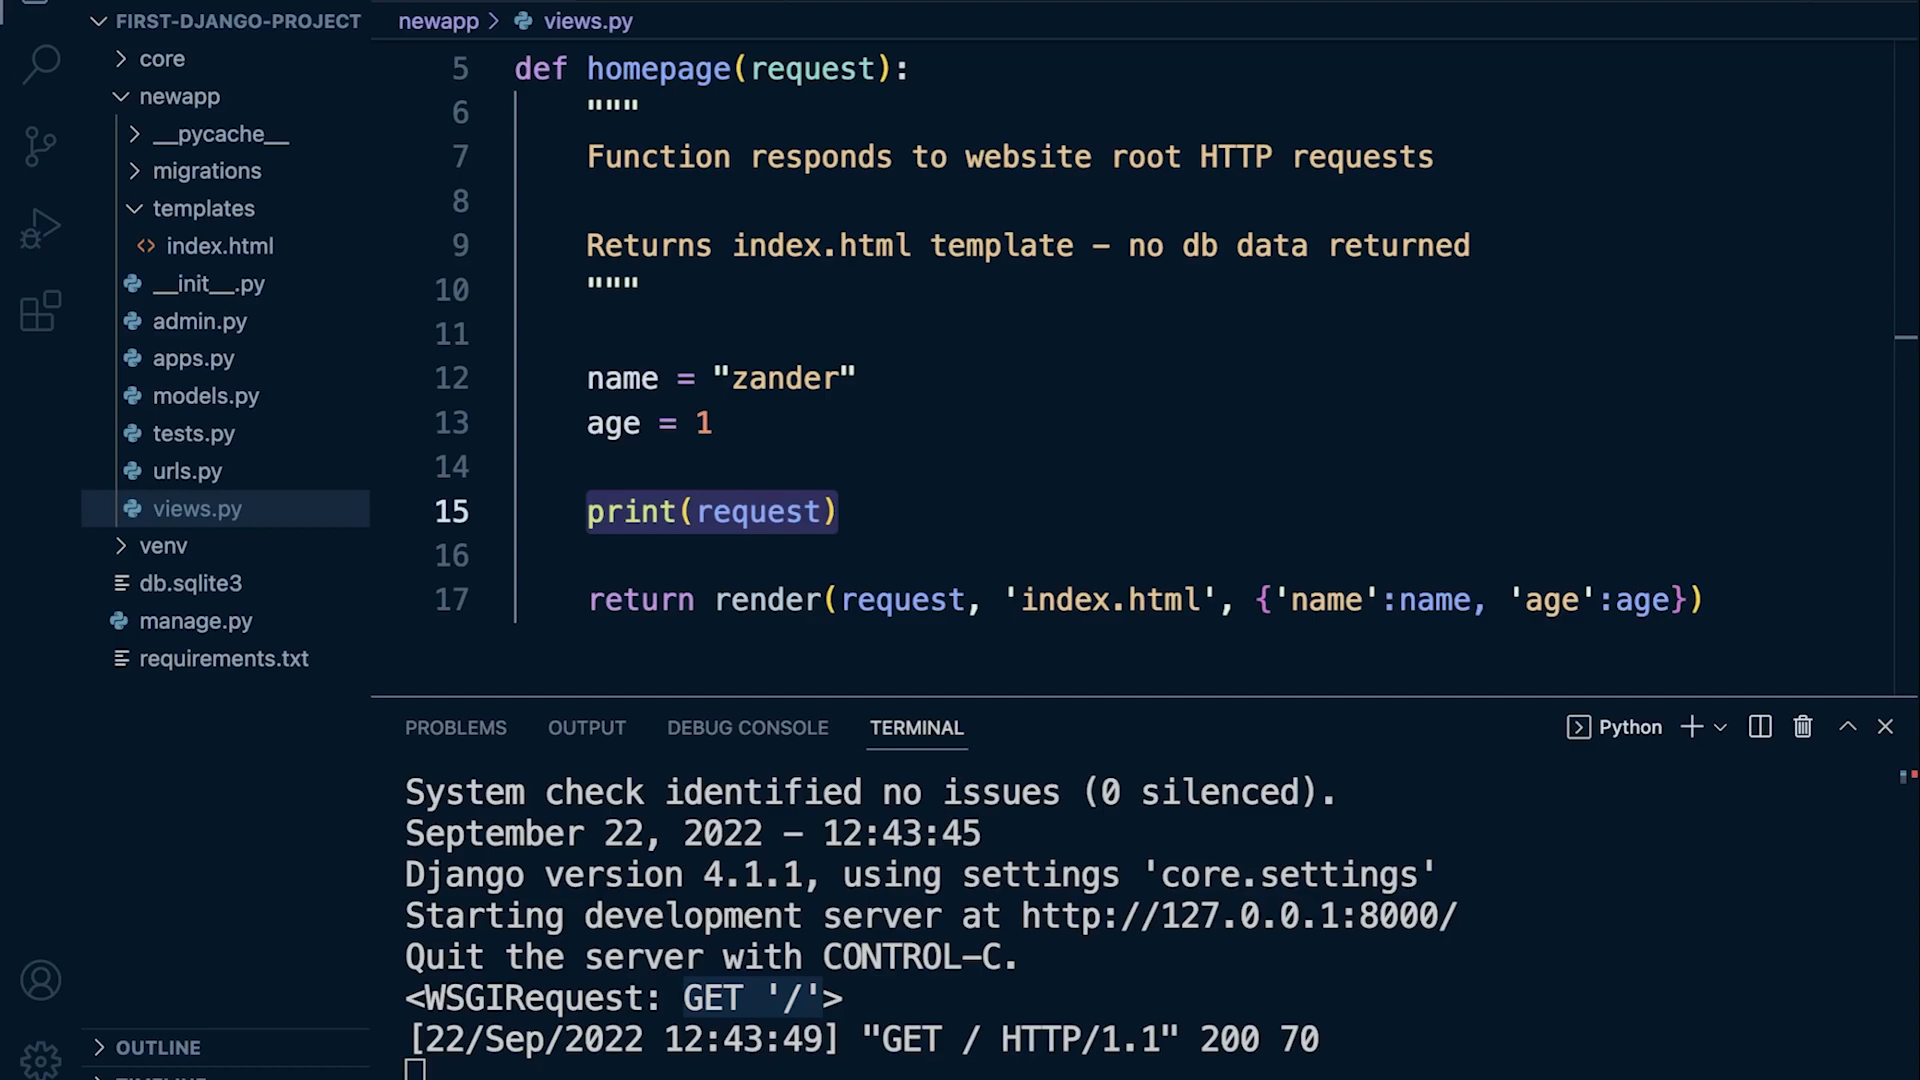 FIRST-DJANGO-PROJECT
core
newapp
__pycache__
migrations
templates
<> index.html
__init__.py
admin.py
apps.py
models.py
tests.py
urls.py
views.py
venv
db.sqlite3
manage.py
requirements.txt
OUTLINE
newapp > views.py
5 def homepage(request):
6 """
7 Function responds to website root HTTP requests
8
9 Returns index.html template - no db data returned
10 """
11
12 name = "zander"
13 age = 1
14
15 print(request)
16
17 return render(request, 'index.html', {'name':name, 'age':age})
PROBLEMS OUTPUT DEBUG CONSOLE TERMINAL Python
System check identified no issues (0 silenced).
September 22, 2022 - 12:43:45
Django version 4.1.1, using settings 'core.settings'
Starting development server at http://127.0.0.1:8000/
Quit the server with CONTROL-C.
<WSGIRequest: GET '/'>
[22/Sep/2022 12:43:49] "GET / HTTP/1.1" 200 70